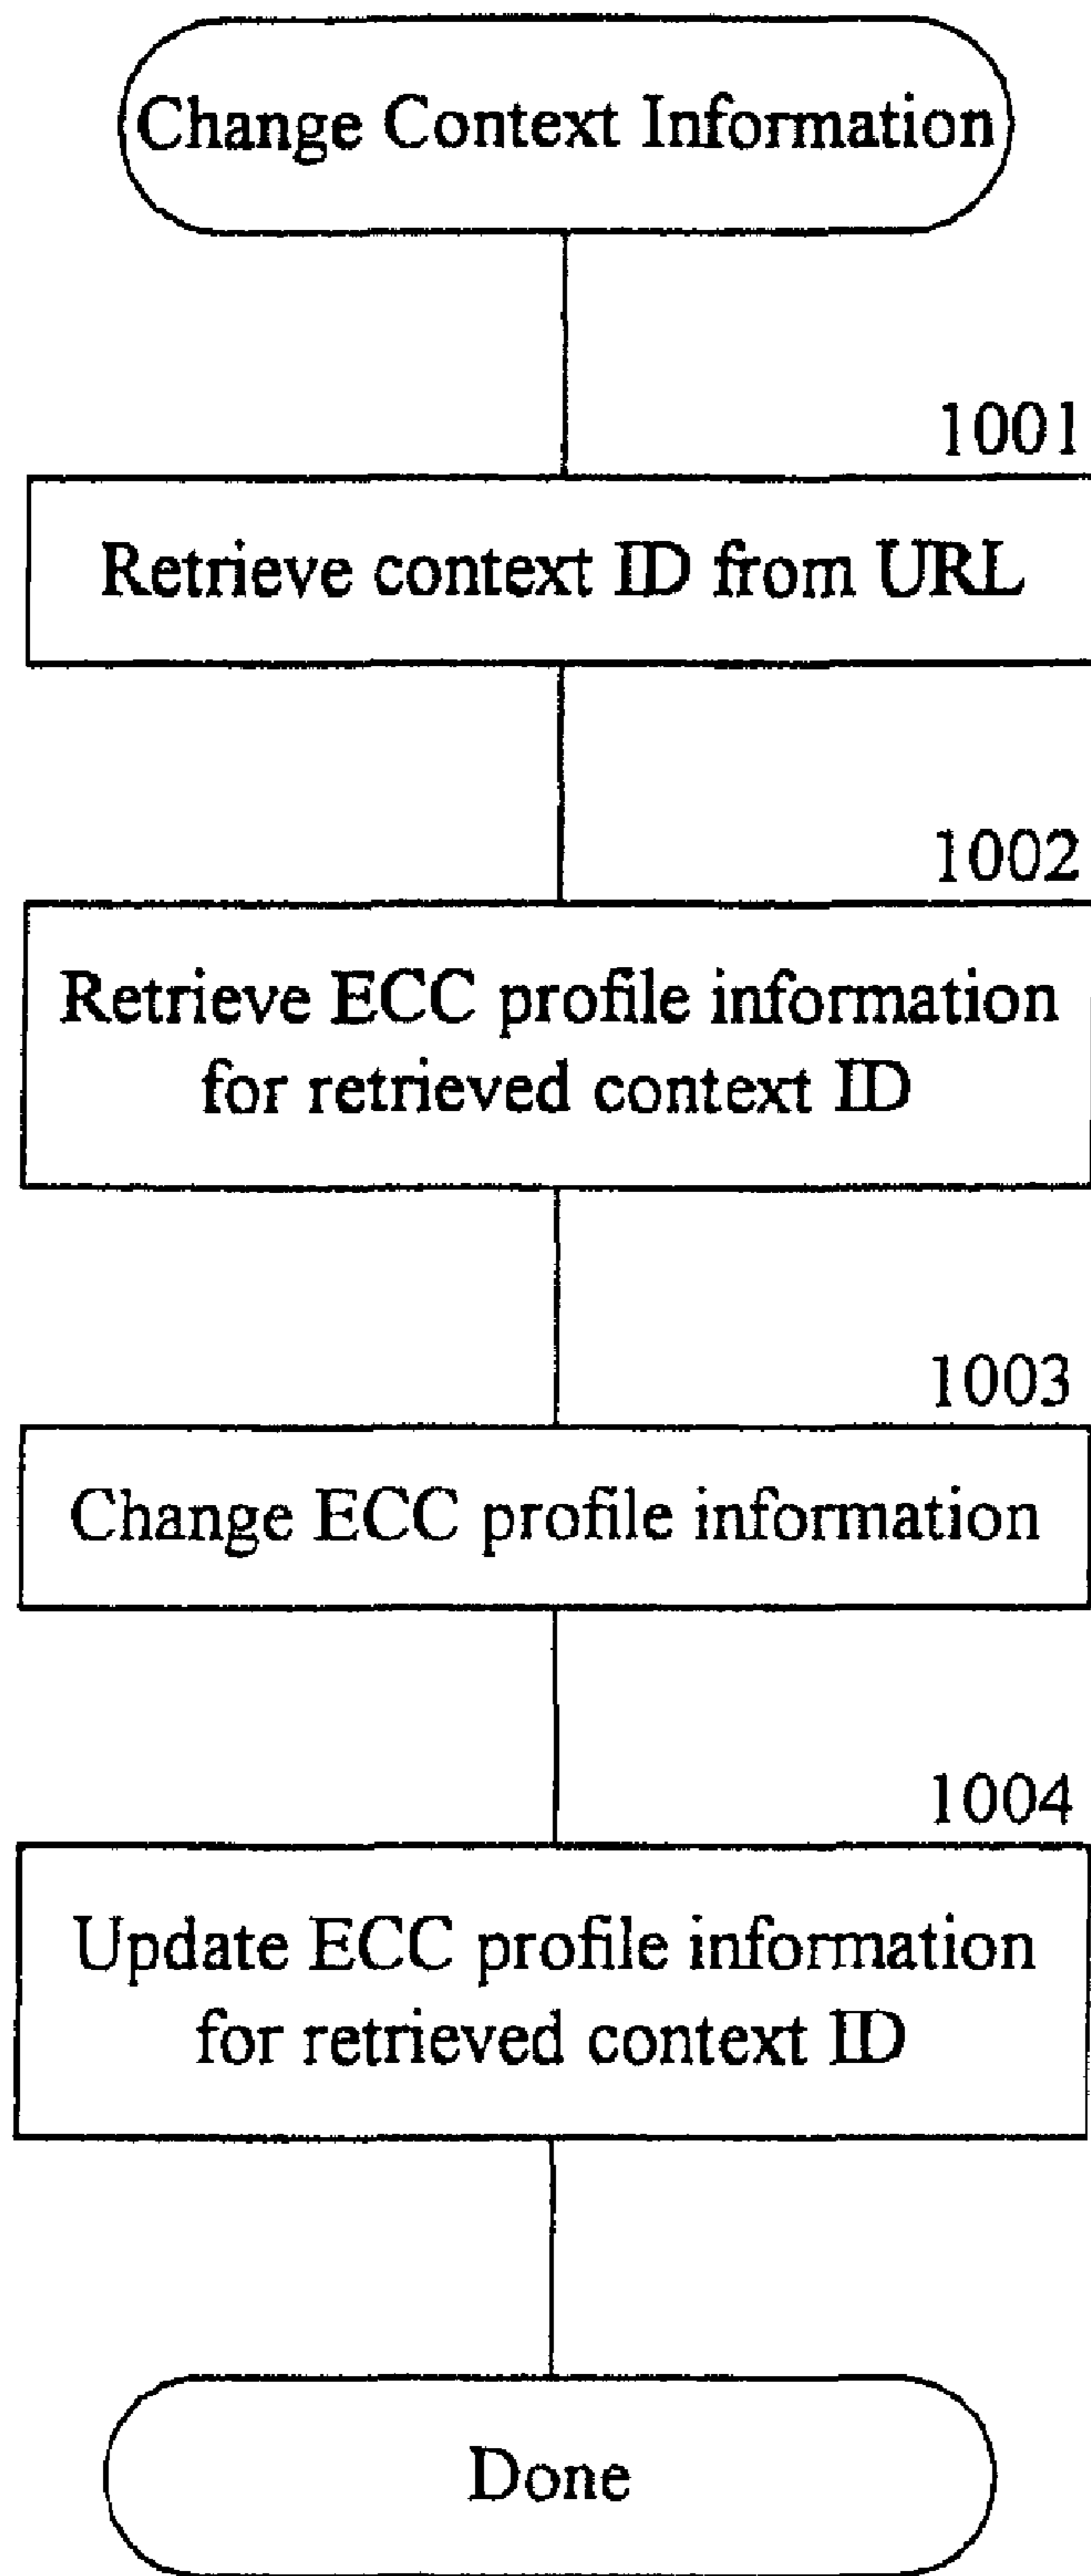 Change Context Information
1001
Retrieve context ID from URL
1002
Retrieve ECC profile information
for retrieved context ID
1003
Change ECC profile information
1004
Update ECC profile information
for retrieved context ID
Done